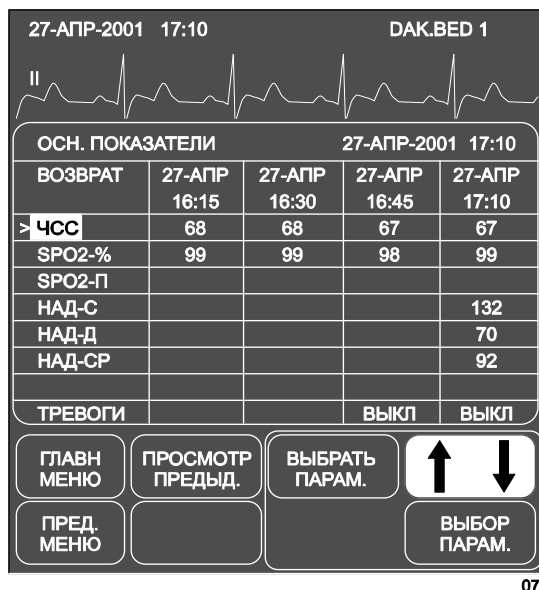 27-АПР-2001 17:10 DAK.BED 1
II
ОСН. ПОКАЗАТЕЛИ 27-АПР-2001 17:10
ВОЗВРАТ 27-АПР 27-АПР 27-АПР 27-АПР
16:15 16:30 16:45 17:10
> ЧСС 68 68 67 67
SPO2-% 99 99 98 99
SPO2-П
НАД-С 132
НАД-Д 70
НАД-СР 92
ТРЕВОГИ ВЫКЛ ВЫКЛ
ГЛАВН ПРОСМОТР ВЫБРАТЬ
МЕНЮ ПРЕДЫД. ПАРАМ.
ПРЕД. ВЫБОР
МЕНЮ ПАРАМ.
07